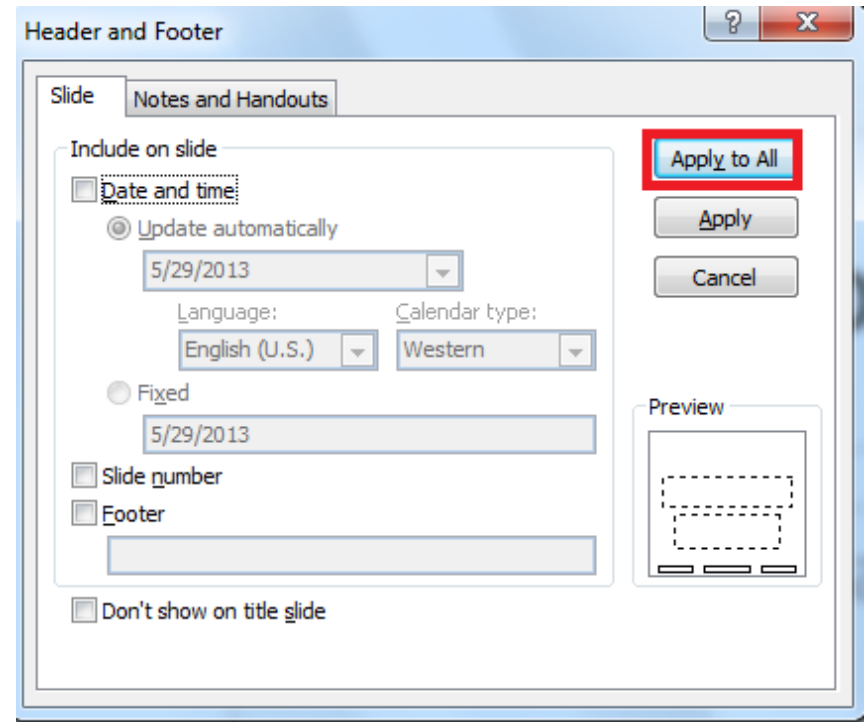 Header and Footer
Slide
Notes and Handouts
Include on slide
Date and time
Update automatically
5/29/2013
Language:
Calendar type:
English (U.S.)
Western
Fixed
5/29/2013
Slide number
Footer
Don't show on title slide
Apply to All
Apply
Cancel
Preview